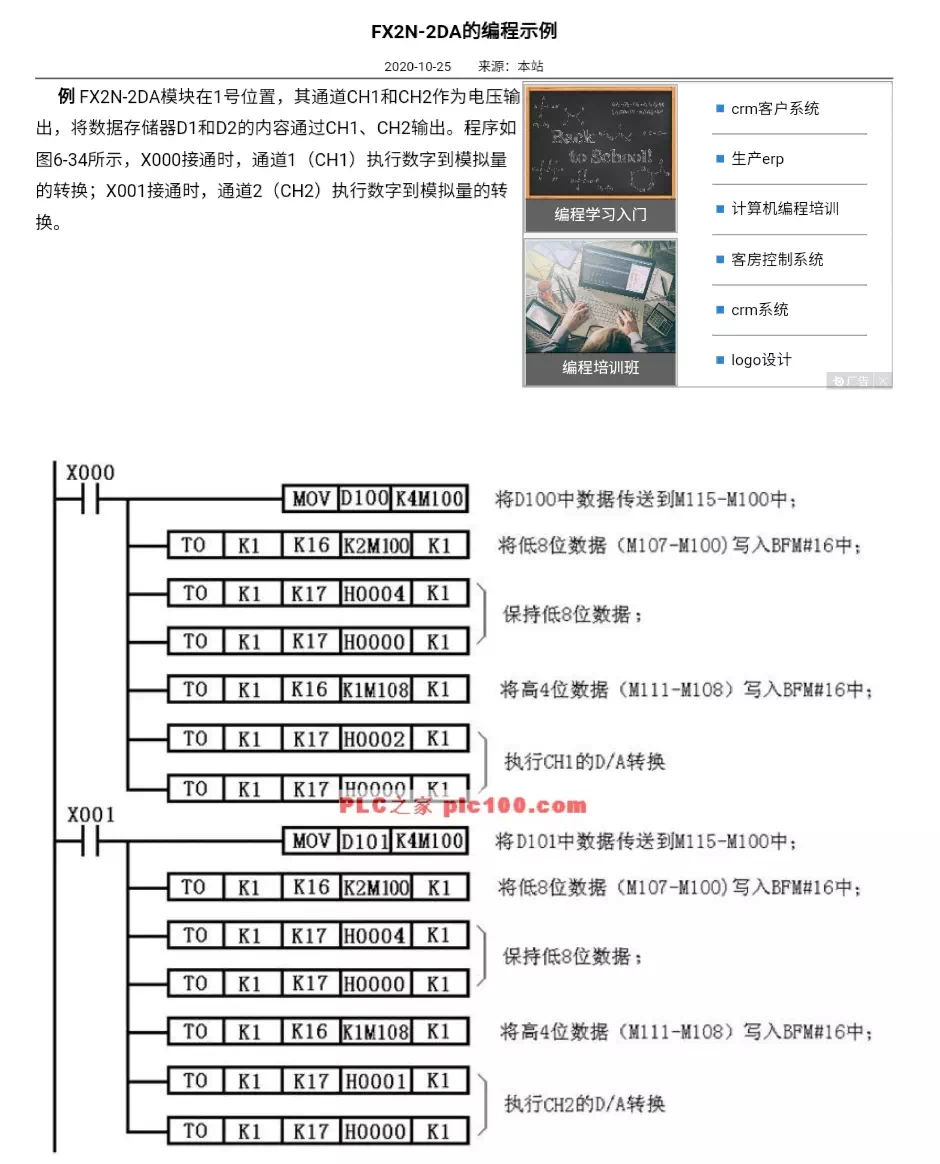 FX2N-2DA的编程示例
2020-10-25 来源：本站
例 FX2N-2DA模块在1号位置，其通道CH1和CH2作为电压输
出，将数据存储器D1和D2的内容通过CH1、CH2输出。程序如
图6-34所示，X000接通时，通道1（CH1）执行数字到模拟量
的转换；X001接通时，通道2（CH2）执行数字到模拟量的转
换。
Back
to School!
编程学习入门
编程培训班
crm客户系统
生产erp
计算机编程培训
客房控制系统
crm系统
logo设计
广告
X000
MOV D100 K4M100 将D100中数据传送到M115-M100中；
TO K1 K16 K2M100 K1 将低8位数据（M107-M100)写入BFM#16中；
TO K1 K17 H0004 K1
保持低8位数据；
TO K1 K17 H0000 K1
TO K1 K16 K1M108 K1 将高4位数据（M111-M108）写入BFM#16中；
TO K1 K17 H0002 K1
执行CH1的D/A转换
TO K1 K17 H0000 K1
PLC之家 plc100.com
X001
MOV D101 K4M100 将D101中数据传送到M115-M100中；
TO K1 K16 K2M100 K1 将低8位数据（M107-M100)写入BFM#16中；
TO K1 K17 H0004 K1
保持低8位数据；
TO K1 K17 H0000 K1
TO K1 K16 K1M108 K1 将高4位数据（M111-M108）写入BFM#16中；
TO K1 K17 H0001 K1
执行CH2的D/A转换
TO K1 K17 H0000 K1